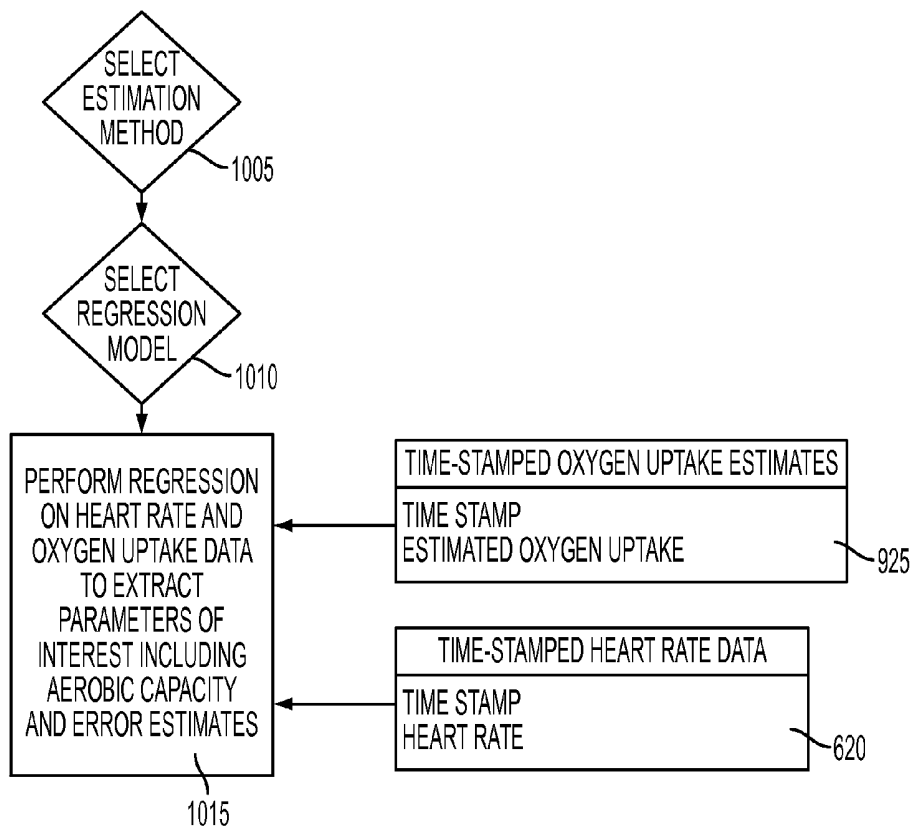 SELECT
ESTIMATION
METHOD
1005
SELECT
REGRESSION
MODEL
1010
PERFORM REGRESSION
ON HEART RATE AND
OXYGEN UPTAKE DATA
TO EXTRACT
PARAMETERS OF
INTEREST INCLUDING
AEROBIC CAPACITY
AND ERROR ESTIMATES
1015
TIME-STAMPED OXYGEN UPTAKE ESTIMATES
TIME STAMP
ESTIMATED OXYGEN UPTAKE
925
TIME-STAMPED HEART RATE DATA
TIME STAMP
HEART RATE
620